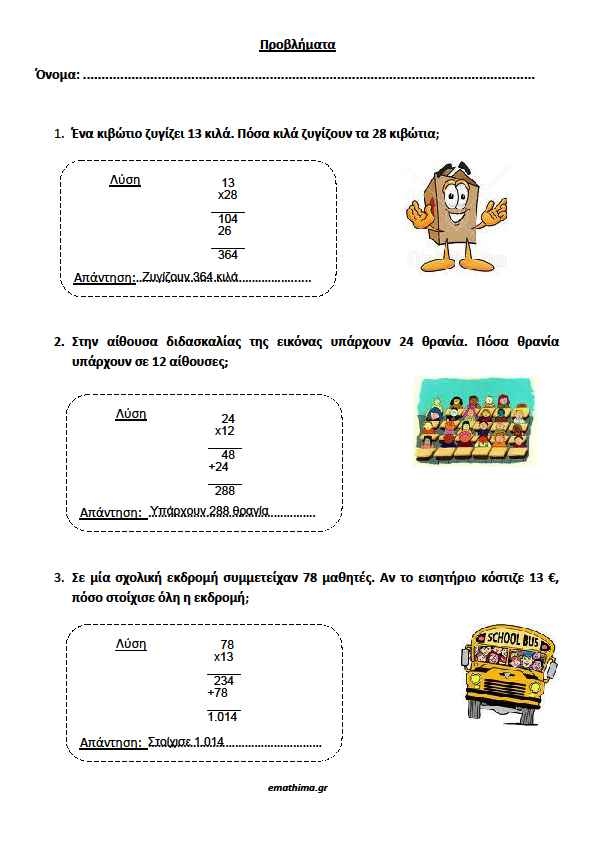 Προβλήματα
Όνομα: ........................................................................................................................
1. Ένα κιβώτιο ζυγίζει 13 κιλά. Πόσα κιλά ζυγίζουν τα 28 κιβώτια;
Λύση
13
x28
104
26
364
Απάντηση: Ζυγίζουν 364 κιλά
2. Στην αίθουσα διδασκαλίας της εικόνας υπάρχουν 24 θρανία. Πόσα θρανία
υπάρχουν σε 12 αίθουσες;
Λύση
24
x12
48
+24
288
Απάντηση: Υπάρχουν 288 θρανία
3. Σε μία σχολική εκδρομή συμμετείχαν 78 μαθητές. Αν το εισητήριο κόστιζε 13 €,
πόσο στοίχισε όλη η εκδρομή;
Λύση
78
x13
234
+78
1.014
Απάντηση: Στοίχισε 1.014
SCHOOL BUS
emathima.gr